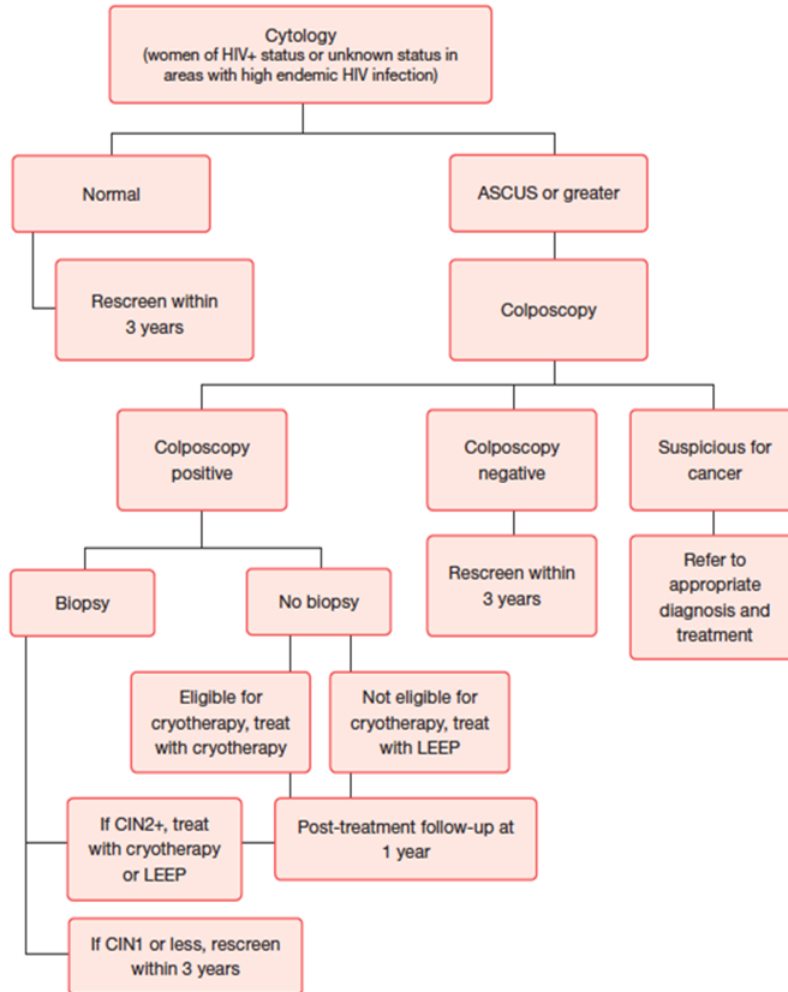 Cytology
(women of HIV+ status or unknown status in
areas with high endemic HIV infection)
Normal
ASCUS or greater
Rescreen within
3 years
Colposcopy
Colposcopy
positive
Colposcopy
negative
Suspicious for
cancer
Biopsy
No biopsy
Rescreen within
3 years
Refer to
appropriate
diagnosis and
treatment
Eligible for
cryotherapy, treat
with cryotherapy
Not eligible for
cryotherapy, treat
with LEEP
If CIN2+, treat
with cryotherapy
or LEEP
Post-treatment follow-up at
1 year
If CIN1 or less, rescreen
within 3 years